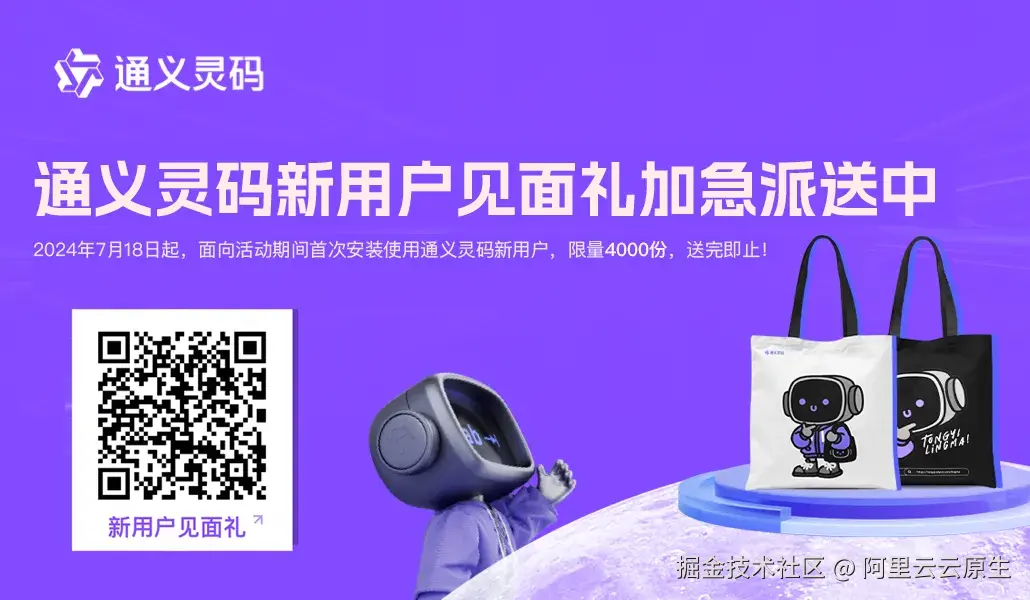 通义灵码
通义灵码新用户见面礼加急派送中
2024年7月18日起，面向活动期间首次安装使用通义灵码新用户，限量4000份，送完即止！
新用户见面礼
通义灵码
TONGYI
LINGMA!
掘金技术社区 @ 阿里云云原生